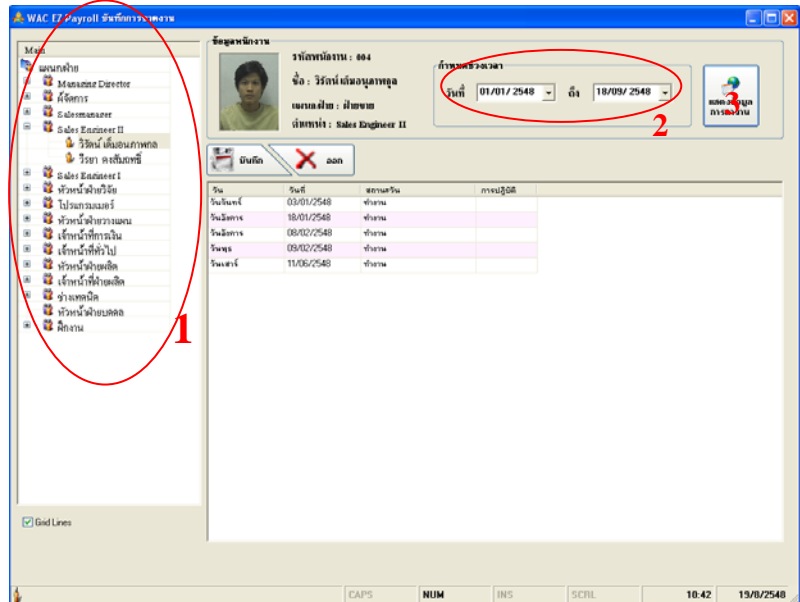 WAC EZ Payroll บันทึกการขาดงาน
Main
แผนกฝ่าย
Managing Director
ผู้จัดการ
Salesmanager
Sales Engineer II
วิรัตน์ เต็มอนุภาพกุล
วีรยา
Sales Engineer I
หัวหน้าฝ่ายวิจัย
โปรแกรมเมอร์
หัวหน้าฝ่ายวางแผน
เจ้าหน้าที่การเงิน
เจ้าหน้าที่ทั่วไป
หัวหน้าฝ่ายผลิต
เจ้าหน้าที่ฝ่ายผลิต
ช่างเทคนิค
หัวหน้าฝ่ายบุคคล
ฝึกงาน
1
Grid Lines
ข้อมูลพนักงาน
รหัสพนักงาน : 004
ชื่อ : วิรัตน์ เต็มอนุภาพกุล
แผนกฝ่าย : ฝ่ายขาย
ตำแหน่ง : Sales Engineer II
กำหนดช่วงเวลา
วันที่ 01/01/ 2548 ถึง 18/09/ 2548
2
แสดงข้อมูล
การขาดงาน
3
บันทึก ออก
วัน วันที่ สถานะวัน การปฏิบัติ
วันจันทร์ 03/01/2548 ทำงาน
วันอังคาร 18/01/2548 ทำงาน
วันอังคาร 08/02/2548 ทำงาน
วันพุธ 09/02/2548 ทำงาน
วันเสาร์ 11/06/2548 ทำงาน
CAPS NUM INS SCRL 10:42 19/8/2548